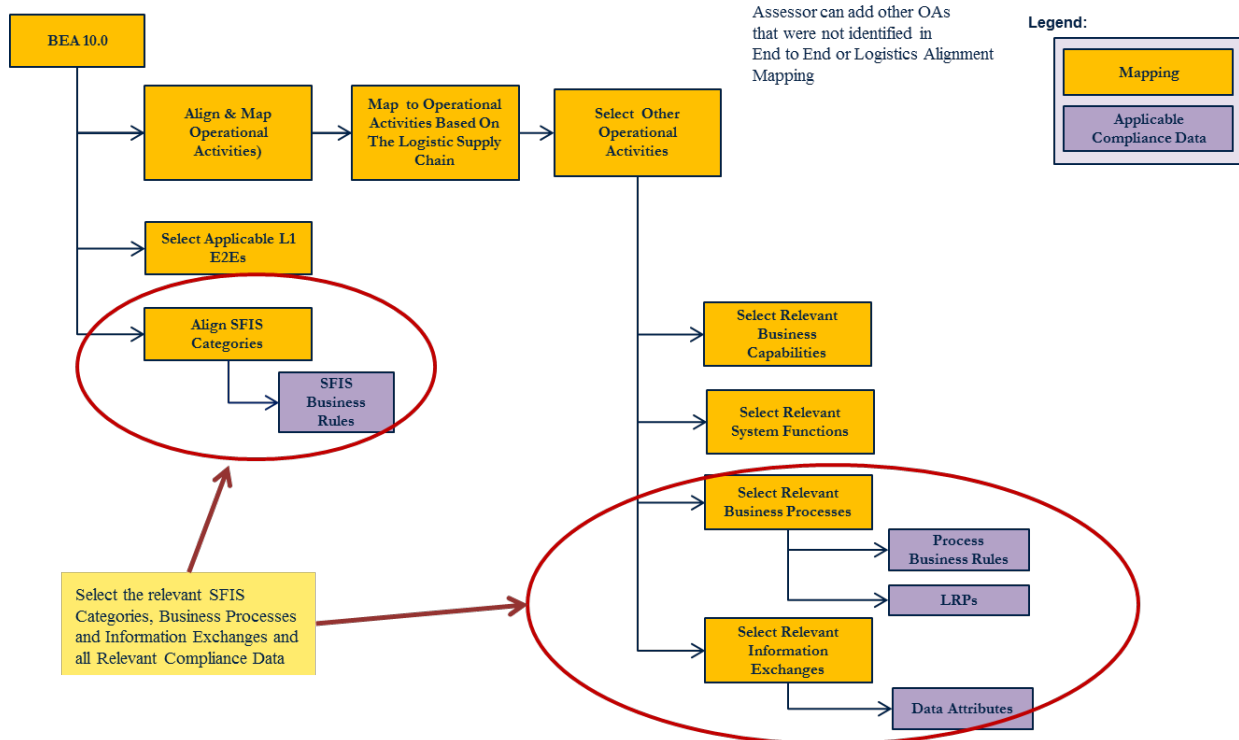 BEA 10.0
Assessor can add other OAs
that were not identified in
End to End or Logistics Alignment
Mapping
Legend:
Mapping
Applicable
Compliance Data
Align & Map
Operational
Activities)
Map to Operational
Activities Based On
The Logistic Supply
Chain
Select Other
Operational
Activities
Select Applicable L1
E2Es
Align SFIS
Categories
SFIS
Business
Rules
Select Relevant
Business
Capabilities
Select Relevant
System Functions
Select Relevant
Business Processes
Process
Business Rules
LRPs
Select Relevant
Information
Exchanges
Data Attributes
Select the relevant SFIS
Categories, Business Processes
and Information Exchanges and
all Relevant Compliance Data